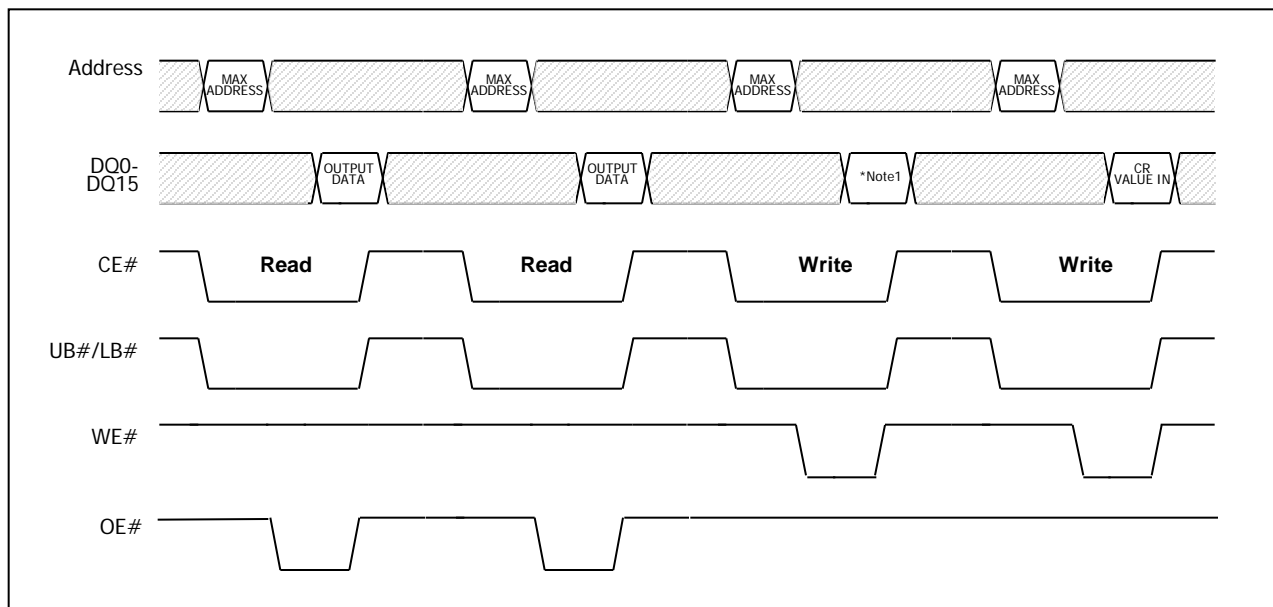 Address
MAX
ADDRESS
MAX
ADDRESS
MAX
ADDRESS
MAX
ADDRESS
DQ0-
DQ15
OUTPUT
DATA
OUTPUT
DATA
*Note1
CR
VALUE IN
CE#
Read
Read
Write
Write
UB#/LB#
WE#
OE#